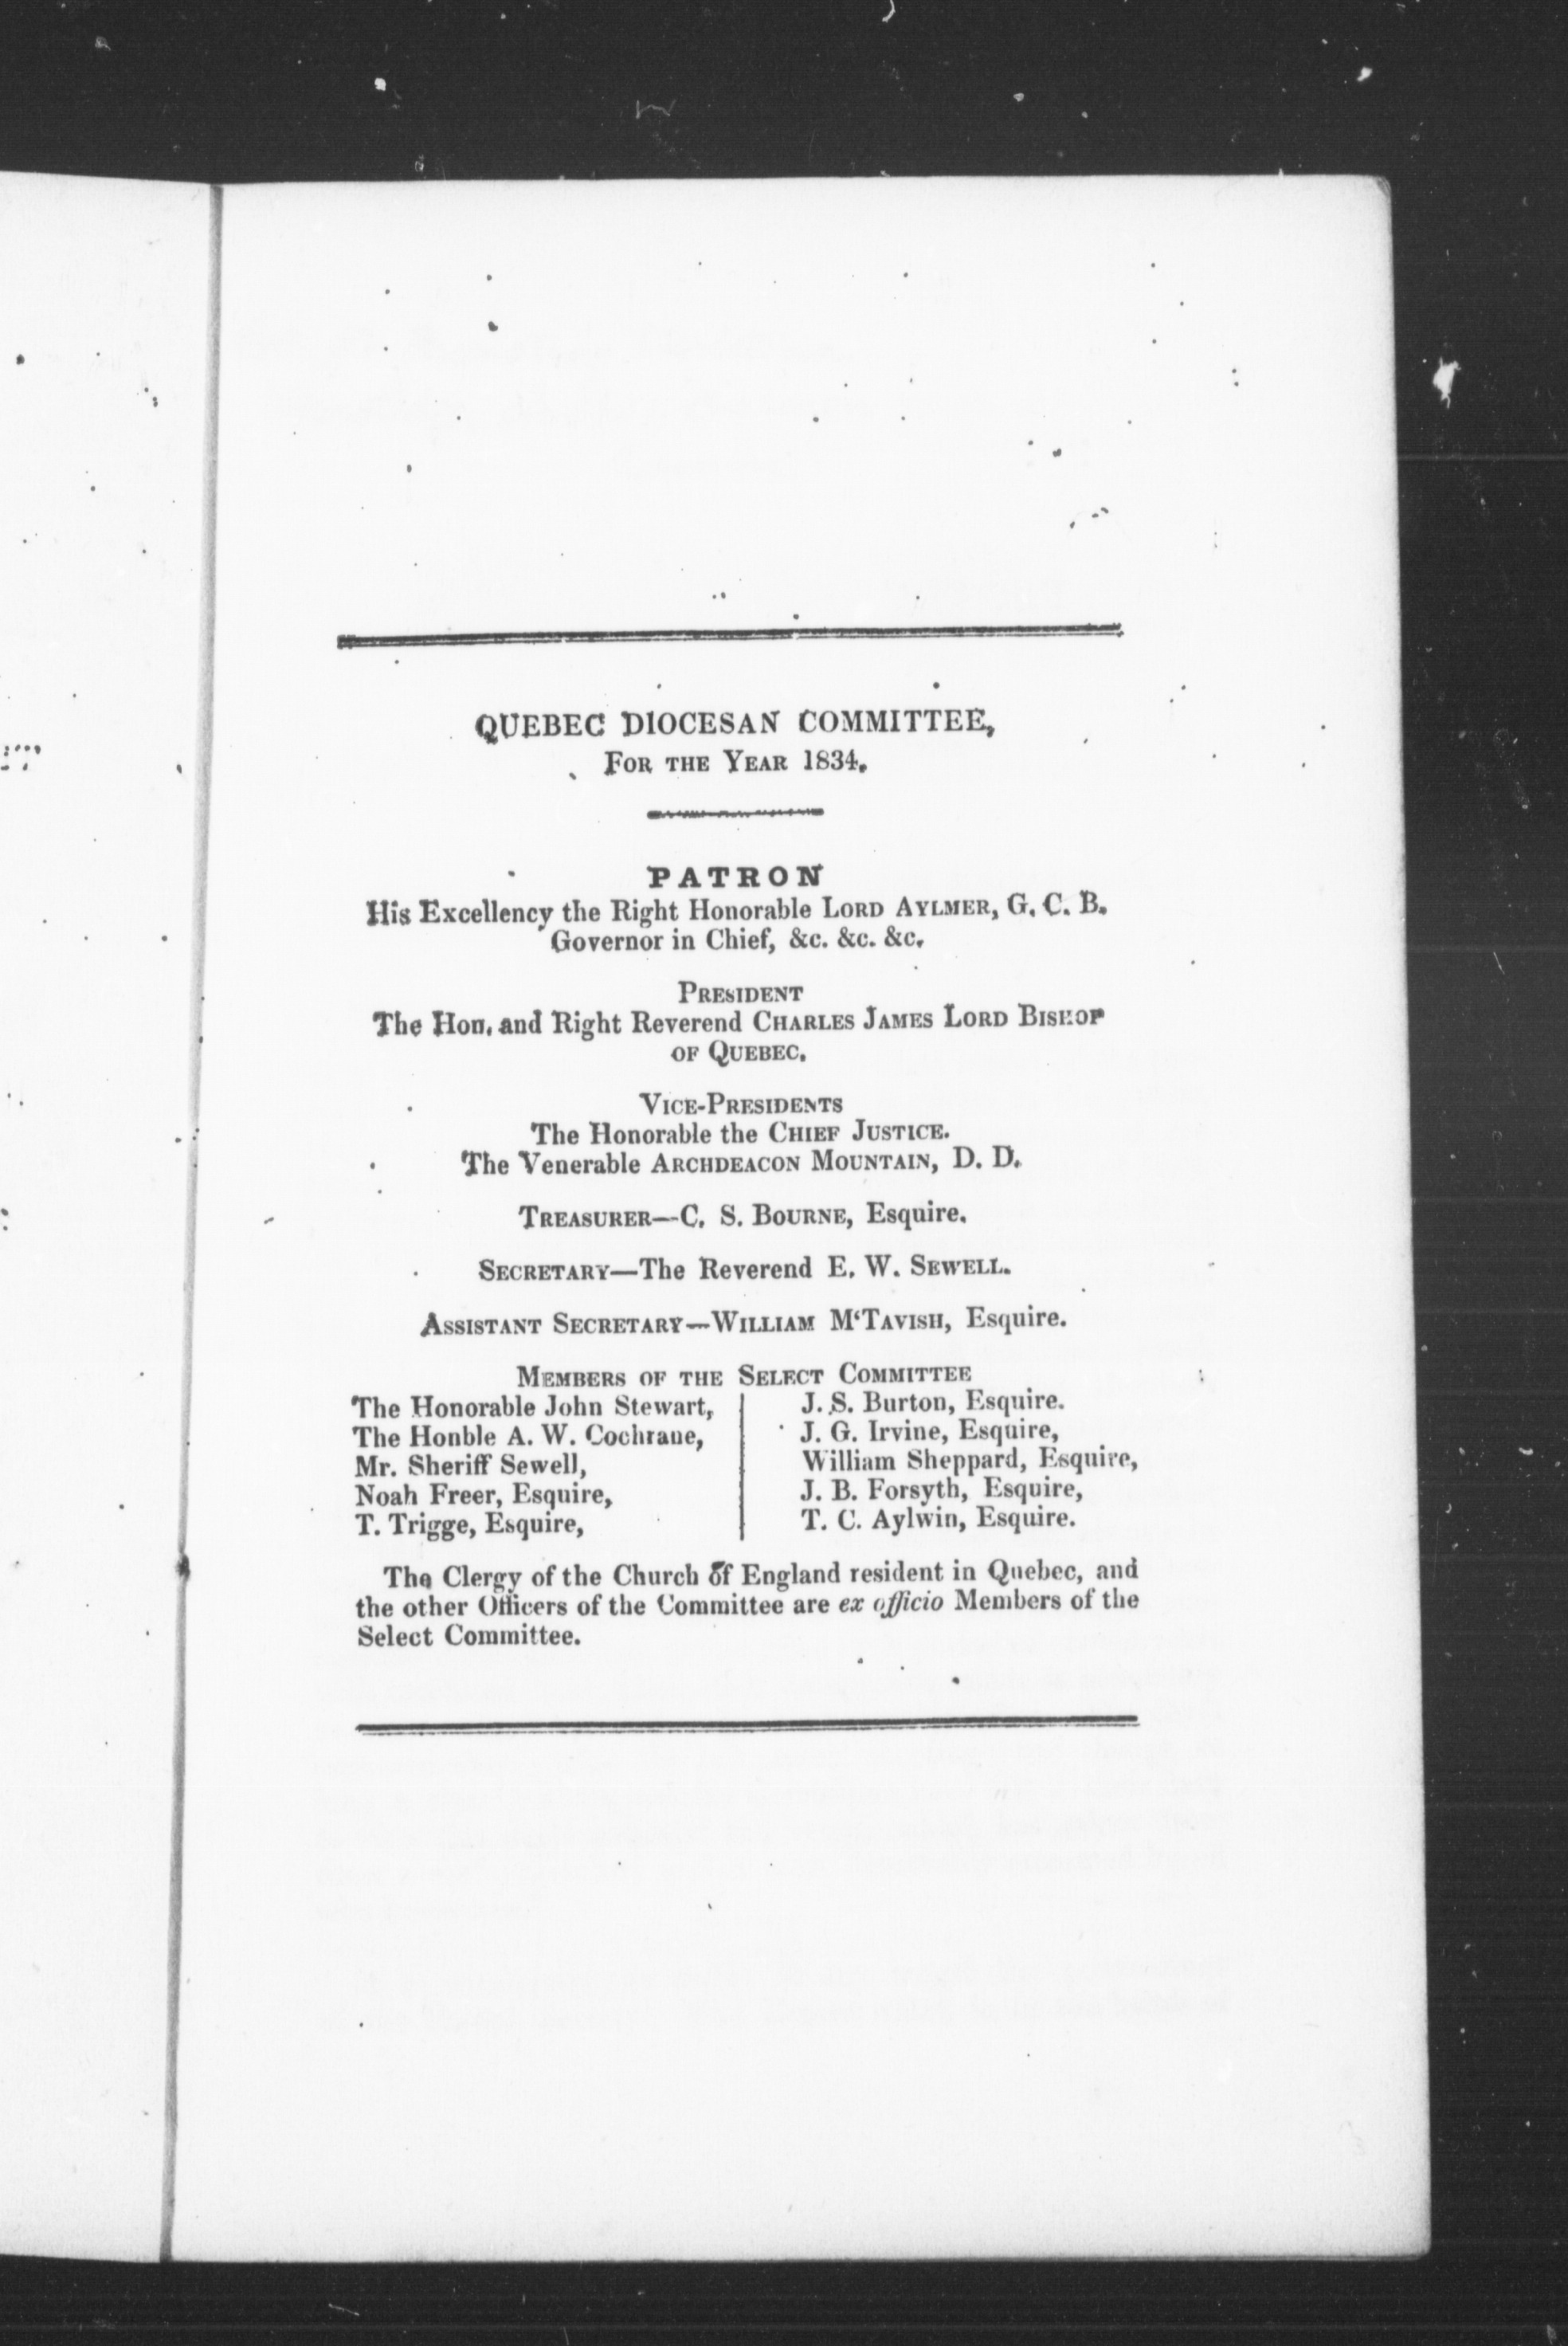 QUEBEC DIOCESAN COMMITTEE,
FOR THE YEAR 1834.
PATRON
His Excellency the Right Honorable LORD AYLMER, G. C. B.
Governor in Chief, &c. &c. &c.
PRESIDENT
The Hon. and Right Reverend CHARLES JAMES LORD BISHOP
OF QUEBEC.
VICE-PRESIDENTS
The Honorable the CHIEF JUSTICE.
The Venerable ARCHDEACON MOUNTAIN, D. D.
TREASURER—C. S. BOURNE, Esquire.
SECRETARY—The Reverend E. W. SEWELL.
ASSISTANT SECRETARY—WILLIAM M‘TAVISH, Esquire.
MEMBERS OF THE SELECT COMMITTEE
The Honorable John Stewart,
The Honble A. W. Cochrane,
Mr. Sheriff Sewell,
Noah Freer, Esquire,
T. Trigge, Esquire,
J. S. Burton, Esquire.
J. G. Irvine, Esquire,
William Sheppard, Esquire,
J. B. Forsyth, Esquire,
T. C. Aylwin, Esquire.
The Clergy of the Church of England resident in Quebec, and
the other Officers of the Committee are ex officio Members of the
Select Committee.